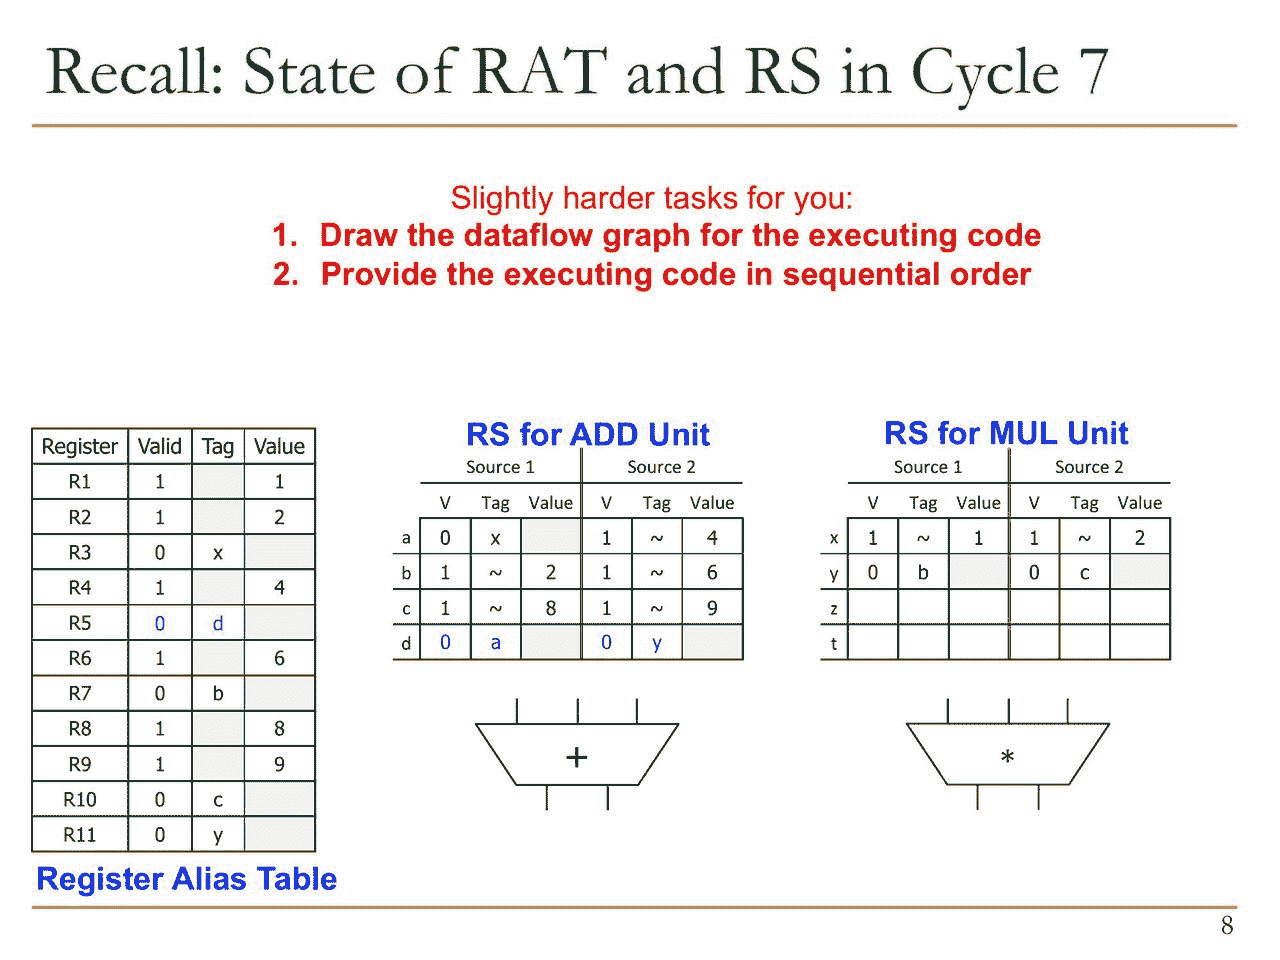 Recall: State of RAT and RS in Cycle 7
Slightly harder tasks for you:
1. Draw the dataflow graph for the executing code
2. Provide the executing code in sequential order
Register Valid Tag Value
R1 1 1
R2 1 2
R3 0 x
R4 1 4
R5 0 d
R6 1 6
R7 0 b
R8 1 8
R9 1 9
R10 0 c
R11 0 y
Register Alias Table
RS for ADD Unit
Source 1 Source 2
V Tag Value V Tag Value
a 0 x 1 ~ 4
b 1 ~ 2 1 ~ 6
c 1 ~ 8 1 ~ 9
d 0 a 0 y
+
RS for MUL Unit
Source 1 Source 2
V Tag Value V Tag Value
x 1 ~ 1 1 ~ 2
y 0 b 0 c
z
t
*
8